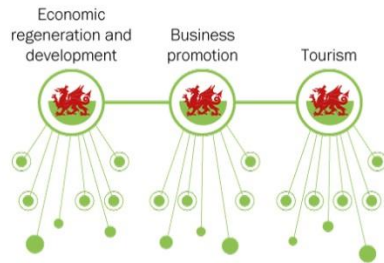 Economic
regeneration and
development
Business
promotion
Tourism